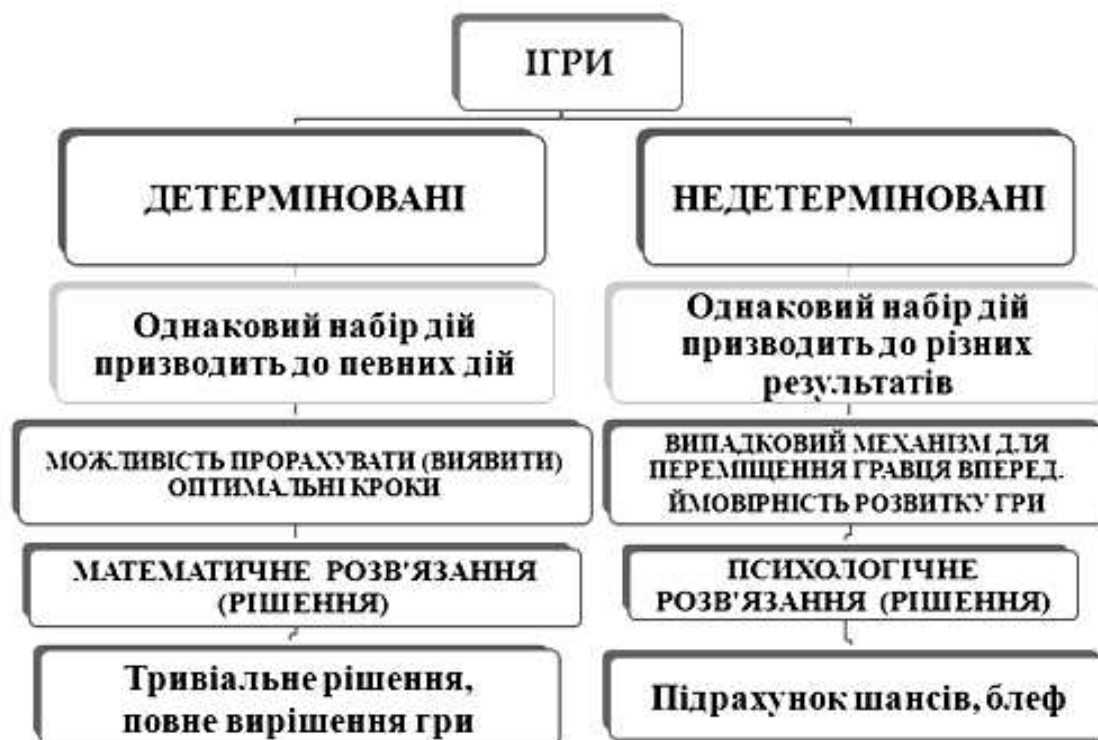 ІГРИ
ДЕТЕРМІНОВАНІ
НЕДЕТЕРМІНОВАНІ
Однаковий набір дій
призводить до певних дій
Однаковий набір дій
призводить до різних
результатів
МОЖЛИВІСТЬ ПРОРАХУВАТИ (ВИЯВИТИ)
ОПТИМАЛЬНІ КРОКИ
ВИПАДКОВИЙ МЕХАНІЗМ ДЛЯ
ПЕРЕМІЩЕННЯ ГРАВЦЯ ВПЕРЕД.
ЙМОВІРНІСТЬ РОЗВИТКУ ГРИ
МАТЕМАТИЧНЕ РОЗВ'ЯЗАННЯ
(РІШЕННЯ)
ПСИХОЛОГІЧНЕ
РОЗВ'ЯЗАННЯ (РІШЕННЯ)
Тривіальне рішення,
повне вирішення гри
Підрахунок шансів, блеф